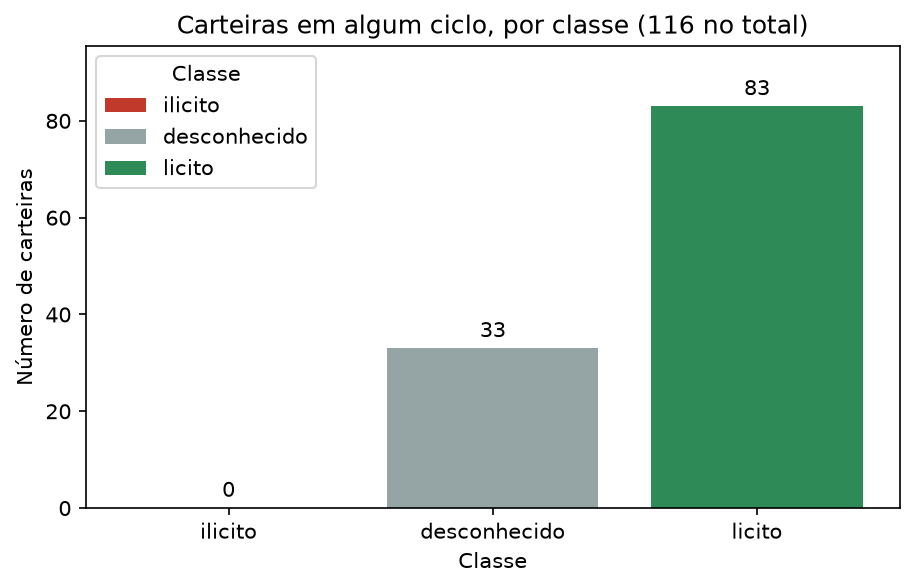 Carteiras em algum ciclo, por classe (116 no total)
Classe
ilicito
desconhecido
licito
Número de carteiras
80
60
40
20
0
0
33
83
ilicito
desconhecido
licito
Classe